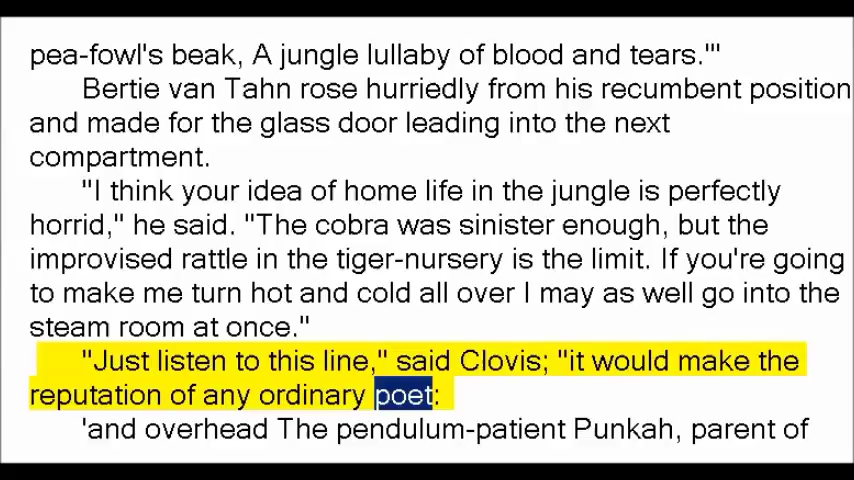 pea-fowl's beak, A jungle lullaby of blood and tears.'"
"Bertie van Tahn rose hurriedly from his recumbent position
and made for the glass door leading into the next
compartment.
"I think your idea of home life in the jungle is perfectly
horrid," he said. "The cobra was sinister enough, but the
improvised rattle in the tiger-nursery is the limit. If you're going
to make me turn hot and cold all over I may as well go into the
steam room at once."
"Just listen to this line," said Clovis; "it would make the
reputation of any ordinary poet:
'and overhead The pendulum-patient Punkah, parent of